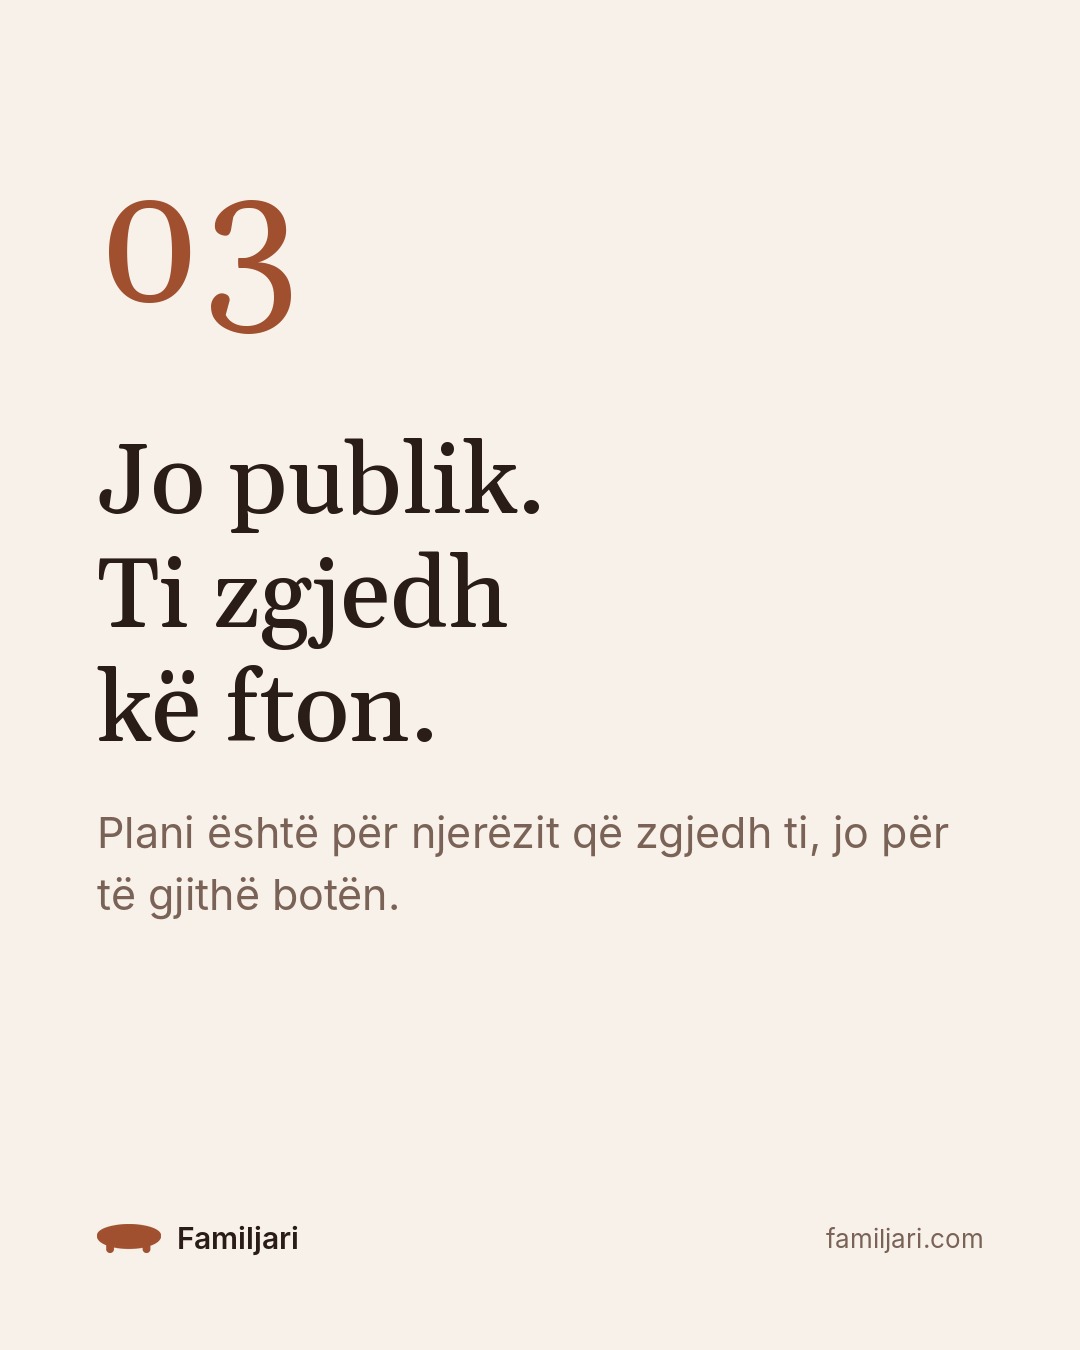 03
Jo publik.
Ti zgjedh
kë fton.
Plani është për njerëzit që zgjedh ti, jo për
të gjithë botën.
Familjari
familjari.com